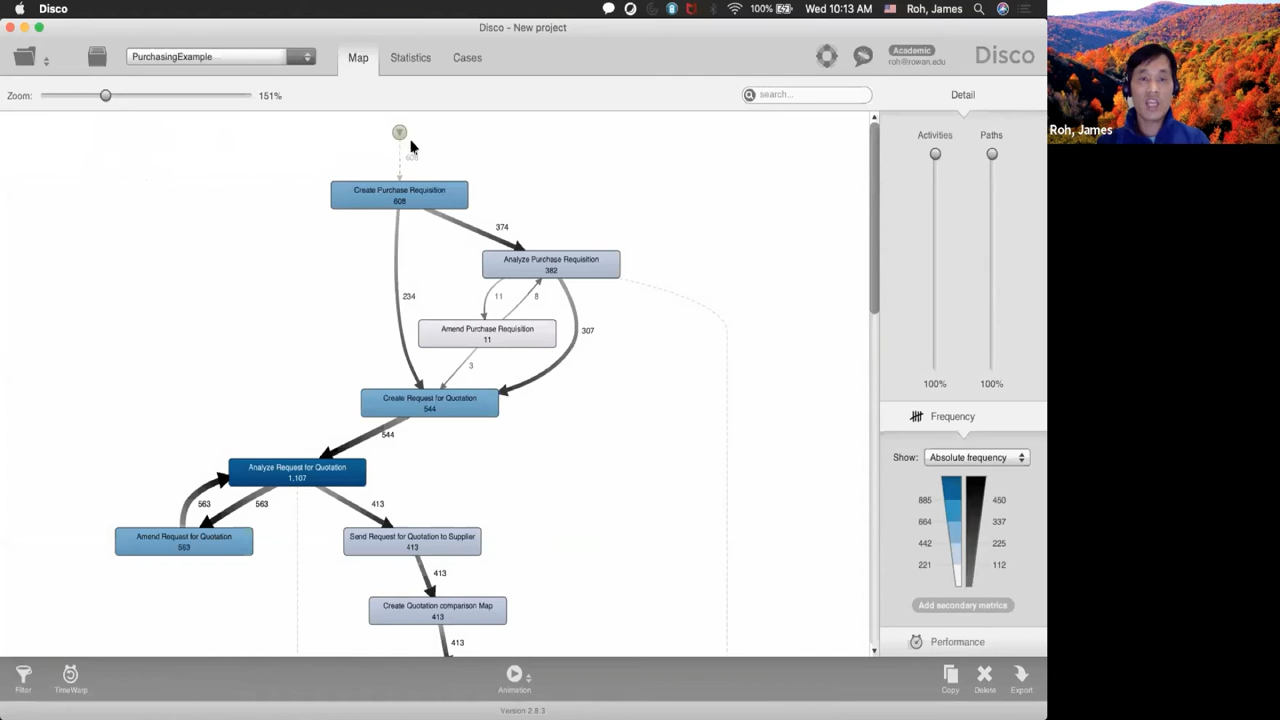 Disco
100%
Wed 10:13 AM
Roh, James
Disco - New project
PurchasingExample
Map
Statistics
Cases
Academic
roh@rowan.edu
Disco
Zoom:
151%
search...
Detail
Roh, James
Activities
Paths
608
Create Purchase Requisition
608
374
Analyze Purchase Requisition
382
234
11
8
Amend Purchase Requisition
11
307
3
100%
100%
Create Request for Quotation
544
Frequency
544
Show:
Absolute frequency
Analyze Request for Quotation
1,107
885
450
563
563
413
664
337
Amend Request for Quotation
563
Send Request for Quotation to Supplier
413
442
225
413
221
112
Create Quotation comparison Map
413
Add secondary metrics
413
Performance
Filter
TimeWarp
Animation
Copy
Delete
Export
Version 2.8.3